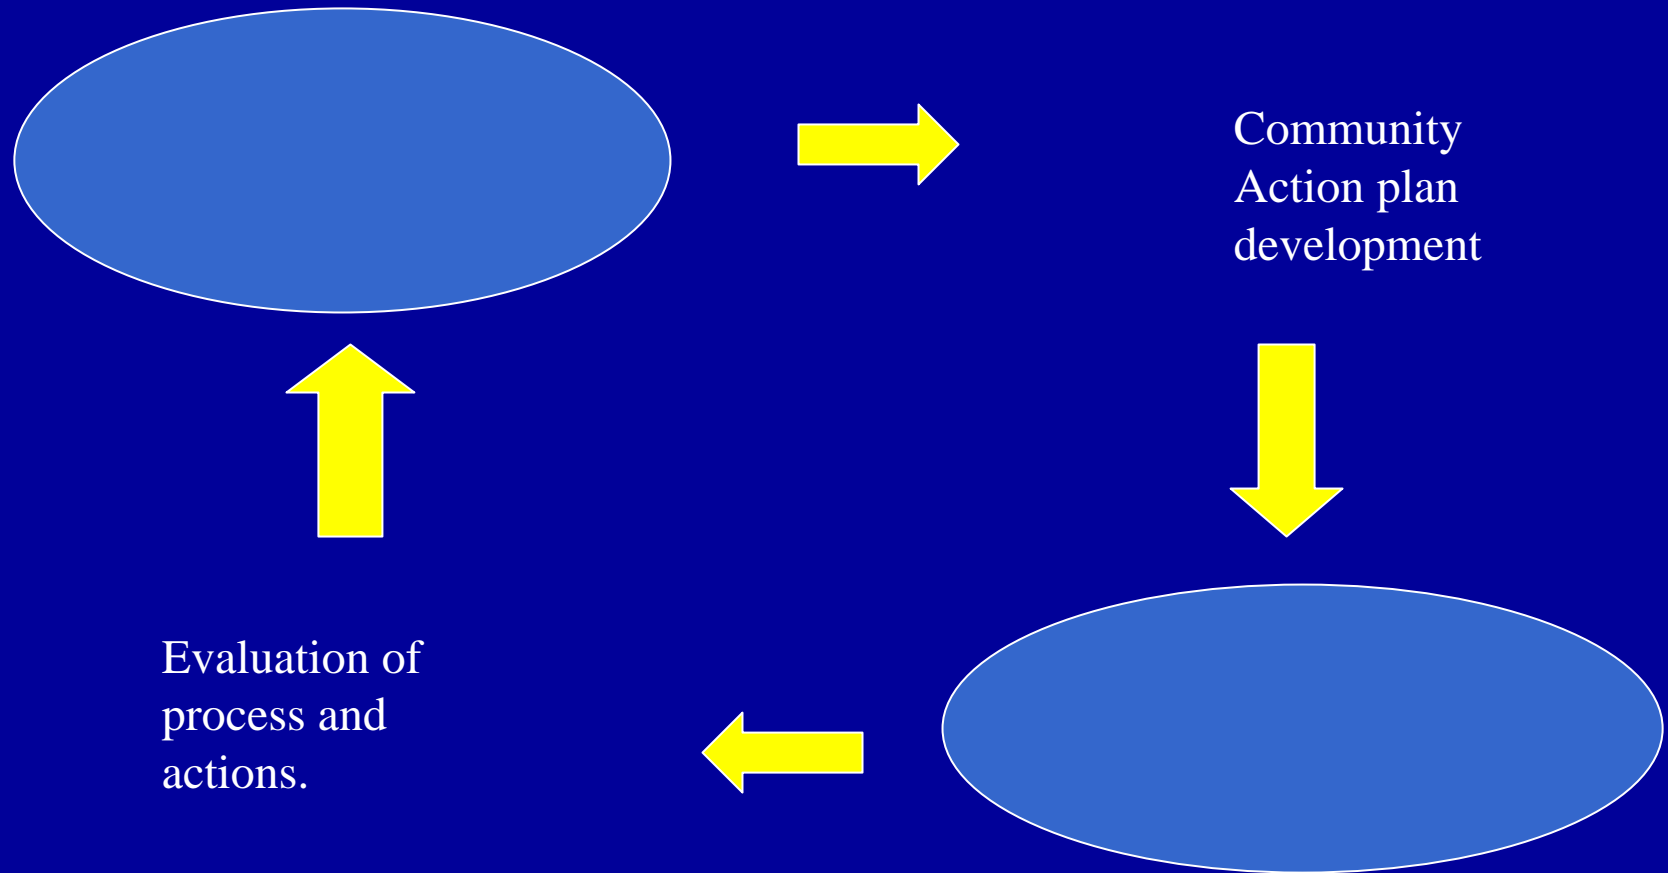 Community
Action plan
development
Evaluation of
process and
actions.